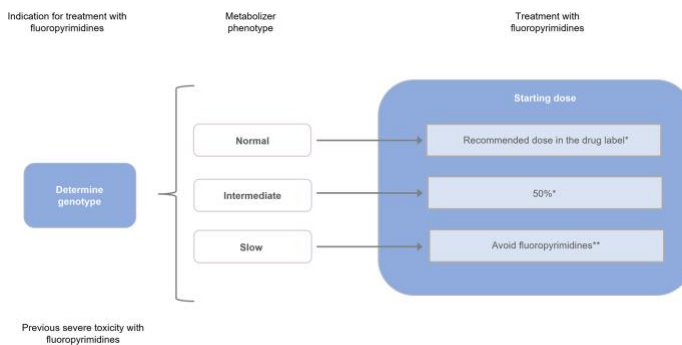 Indication for treatment with
fluoropyrimidines
Metabolizer
phenotype
Treatment with
fluoropyrimidines
Starting dose
Normal
Recommended dose in the drug label*
Determine
genotype
Intermediate
50%*
Slow
Avoid fluoropyrimidines**
Previous severe toxicity with
fluoropyrimidines